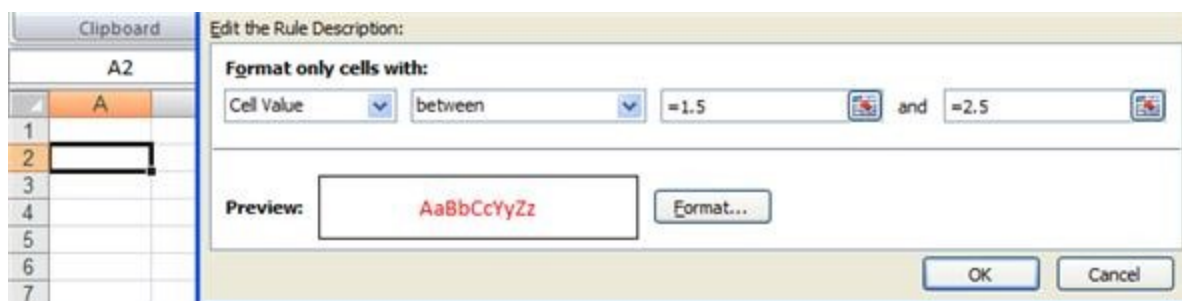 Clipboard
A2
A
1
2
3
4
5
6
7
Edit the Rule Description:
Format only cells with:
Cell Value between =1.5 and =2.5
Preview: AaBbCcYyZz Format...
OK Cancel